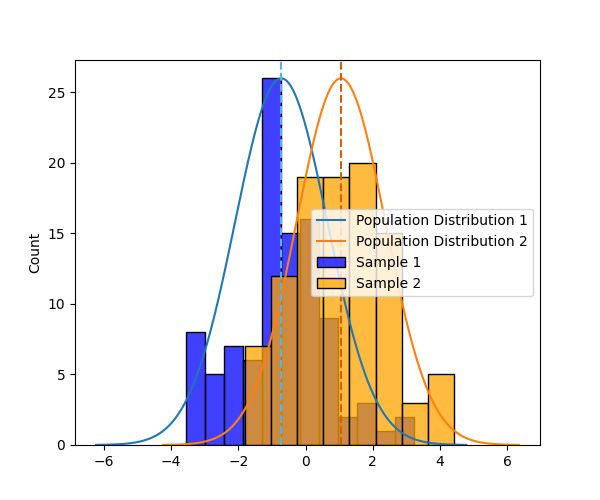 25
20
15
10
5
0
Count
Population Distribution 1
Population Distribution 2
Sample 1
Sample 2
−6 −4 −2 0 2 4 6